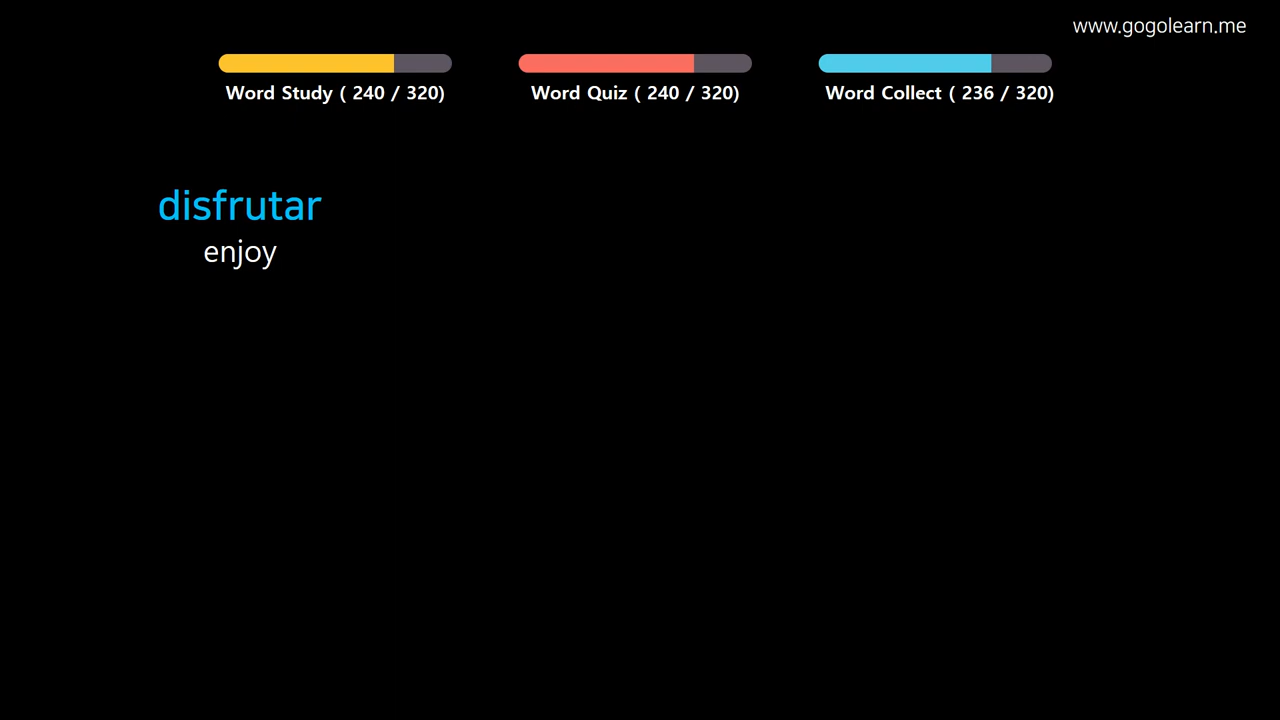 www.gogolearn.me
Word Study ( 240 / 320)
Word Quiz ( 240 / 320)
Word Collect ( 236 / 320)
disfrutar
enjoy